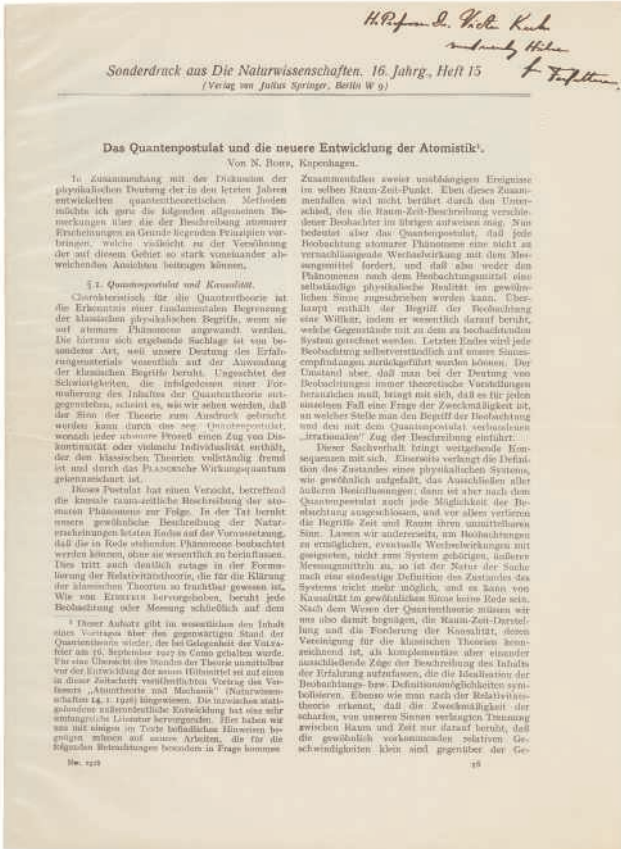 H. Professor Dr. Victor
Sonderdruck aus Die Naturwissenschaften. 16. Jahrg., Heft 15
(Verlag von Julius Springer, Berlin W 9)
Das Quantenpostulat und die neuere Entwicklung der Atomistik¹.
Von N. BOHR, Kopenhagen.
In Zusammenhang mit der Diskussion der
physikalischen Deutung der in den letzten Jahren
entwickelten quantentheoretischen Methoden
möchte ich gern die folgenden allgemeinen Be-
merkungen über die der Beschreibung atomarer
Erscheinungen zu Grunde liegenden Prinzipien vor-
bringen, welche vielleicht zu der Versöhnung
der auf diesem Gebiet so stark voneinander ab-
weichenden Ansichten beitragen können.
§ 1. Quantenpostulat und Kausalität.
Charakteristisch für die Quantentheorie ist
die Erkenntnis einer fundamentalen Begrenzung
der klassischen physikalischen Begriffe, wenn sie
auf atomare Phänomene angewandt werden.
Die hieraus sich ergebende Sachlage ist von be-
sonderer Art, weil unsere Deutung des Erfah-
rungsmaterials wesentlich auf der Anwendung
der klassischen Begriffe beruht. Ungeachtet der
Schwierigkeiten, die infolgedessen einer For-
mulierung des Inhaltes der Quantentheorie ent-
gegenstehen, scheint es, wie wir sehen werden, daß
der Sinn der Theorie zum Ausdruck gebracht
werden kann durch das sog. Quantenpostulat,
wonach jeder atomare Prozeß einen Zug von Dis-
kontinuität oder vielmehr Individualität enthält,
der den klassischen Theorien vollständig fremd
ist und durch das PLANCKsche Wirkungsquantum
gekennzeichnet ist.
Dieses Postulat hat einen Verzicht, betreffend
die kausale raum-zeitliche Beschreibung der ato-
maren Phänomene zur Folge. In der Tat beruht
unsere gewöhnliche Beschreibung der Natur-
erscheinungen letzten Endes auf der Voraussetzung,
daß die in Rede stehenden Phänomene beobachtet
werden können, ohne sie wesentlich zu beeinflussen.
Dies tritt auch deutlich zutage in der Formu-
lierung der Relativitätstheorie, die für die Klärung
der klassischen Theorien so fruchtbar gewesen ist.
Wie von EINSTEIN hervorgehoben, beruht jede
Beobachtung oder Messung schließlich auf dem
¹ Dieser Aufsatz gibt im wesentlichen den Inhalt
eines Vortrages über den gegenwärtigen Stand der
Quantentheorie wieder, der bei Gelegenheit der VOLTA-
feier am 16. September 1927 in Como gehalten wurde.
Für eine Übersicht des Standes der Theorie unmittelbar
vor der Entwicklung der neuen Hilfsmittel sei auf einen
in dieser Zeitschrift veröffentlichten Vortrag des Ver-
fassers „Atomtheorie und Mechanik“ (Naturwissen-
schaften 14, 1. 1926) hingewiesen. Die inzwischen statt-
gefundene außerordentliche Entwicklung hat eine sehr
umfangreiche Literatur hervorgerufen. Hier haben wir
uns mit einigen im Texte befindlichen Hinweisen be-
gnügen müssen auf neuere Arbeiten, die für die
folgenden Betrachtungen besonders in Frage kommen
Nw. 1928
Zusammenfallen zweier unabhängigen Ereignisse
im selben Raum-Zeit-Punkt. Eben dieses Zusam-
menfallen wird nicht berührt durch den Unter-
schied, den die Raum-Zeit-Beschreibung verschie-
dener Beobachter im übrigen aufweisen mag. Nun
bedeutet aber das Quantenpostulat, daß jede
Beobachtung atomarer Phänomene eine nicht zu
vernachlässigende Wechselwirkung mit dem Mes-
sungsmittel fordert, und daß also weder den
Phänomenen noch dem Beobachtungsmittel eine
selbständige physikalische Realität im gewöhn-
lichen Sinne zugeschrieben werden kann. Über-
haupt enthält der Begriff der Beobachtung
eine Willkür, indem er wesentlich darauf beruht,
welche Gegenstände mit zu dem zu beobachtenden
System gerechnet werden. Letzten Endes wird jede
Beobachtung selbstverständlich auf unsere Sinnes-
empfindungen zurückgeführt werden können. Der
Umstand aber, daß man bei der Deutung von
Beobachtungen immer theoretische Vorstellungen
heranziehen muß, bringt mit sich, daß es für jeden
einzelnen Fall eine Frage der Zweckmäßigkeit ist,
an welcher Stelle man den Begriff der Beobachtung
und den mit dem Quantenpostulat verbundenen
„irrationalen“ Zug der Beschreibung einführt.
Dieser Sachverhalt bringt weitgehende Kon-
sequenzen mit sich. Einerseits verlangt die Defini-
tion des Zustandes eines physikalischen Systems,
wie gewöhnlich aufgefaßt, das Ausschließen aller
äußeren Beeinflussungen; dann ist aber nach dem
Quantenpostulat auch jede Möglichkeit der Be-
obachtung ausgeschlossen, und vor allem verlieren
die Begriffe Zeit und Raum ihren unmittelbaren
Sinn. Lassen wir andererseits, um Beobachtungen
zu ermöglichen, eventuelle Wechselwirkungen mit
geeigneten, nicht zum System gehörigen, äußeren
Messungsmitteln zu, so ist der Natur der Sache
nach eine eindeutige Definition des Zustandes des
Systems nicht mehr möglich, und es kann von
Kausalität im gewöhnlichen Sinne keine Rede sein.
Nach dem Wesen der Quantentheorie müssen wir
uns also damit begnügen, die Raum-Zeit-Darstel-
lung und die Forderung der Kausalität, deren
Vereinigung für die klassischen Theorien kenn-
zeichnend ist, als komplementäre aber einander
ausschließende Züge der Beschreibung des Inhalts
der Erfahrung aufzufassen, die die Idealisation der
Beobachtungs- bzw. Definitionsmöglichkeiten sym-
bolisieren. Ebenso wie man nach der Relativitäts-
theorie erkennt, daß die Zweckmäßigkeit der
scharfen, von unseren Sinnen verlangten Trennung
zwischen Raum und Zeit nur darauf beruht, daß
die gewöhnlich vorkommenden relativen Ge-
schwindigkeiten klein sind gegenüber der Ge-